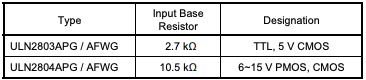 Type Input Base Resistor Designation
ULN2803APG / AFWG 2.7 kΩ TTL, 5 V CMOS
ULN2804APG / AFWG 10.5 kΩ 6~15 V PMOS, CMOS